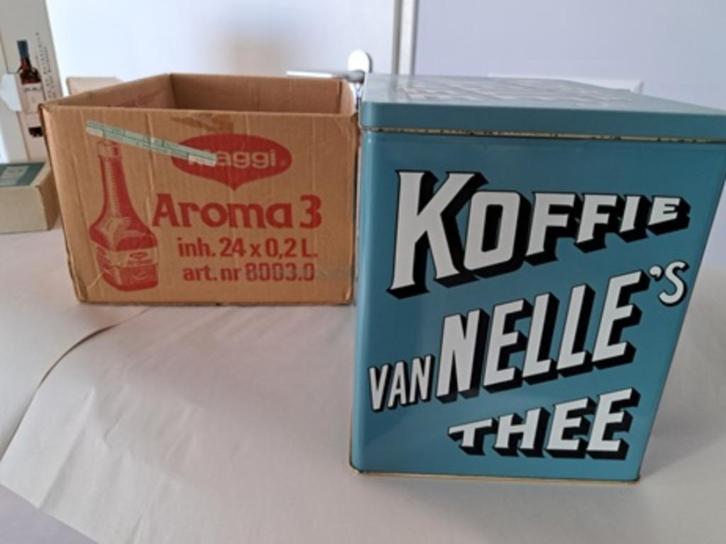 Maggi
Aroma 3
inh. 24 x 0,2 L.
art. nr 8003.0
KOFFIE
VAN NELLE'S
THEE